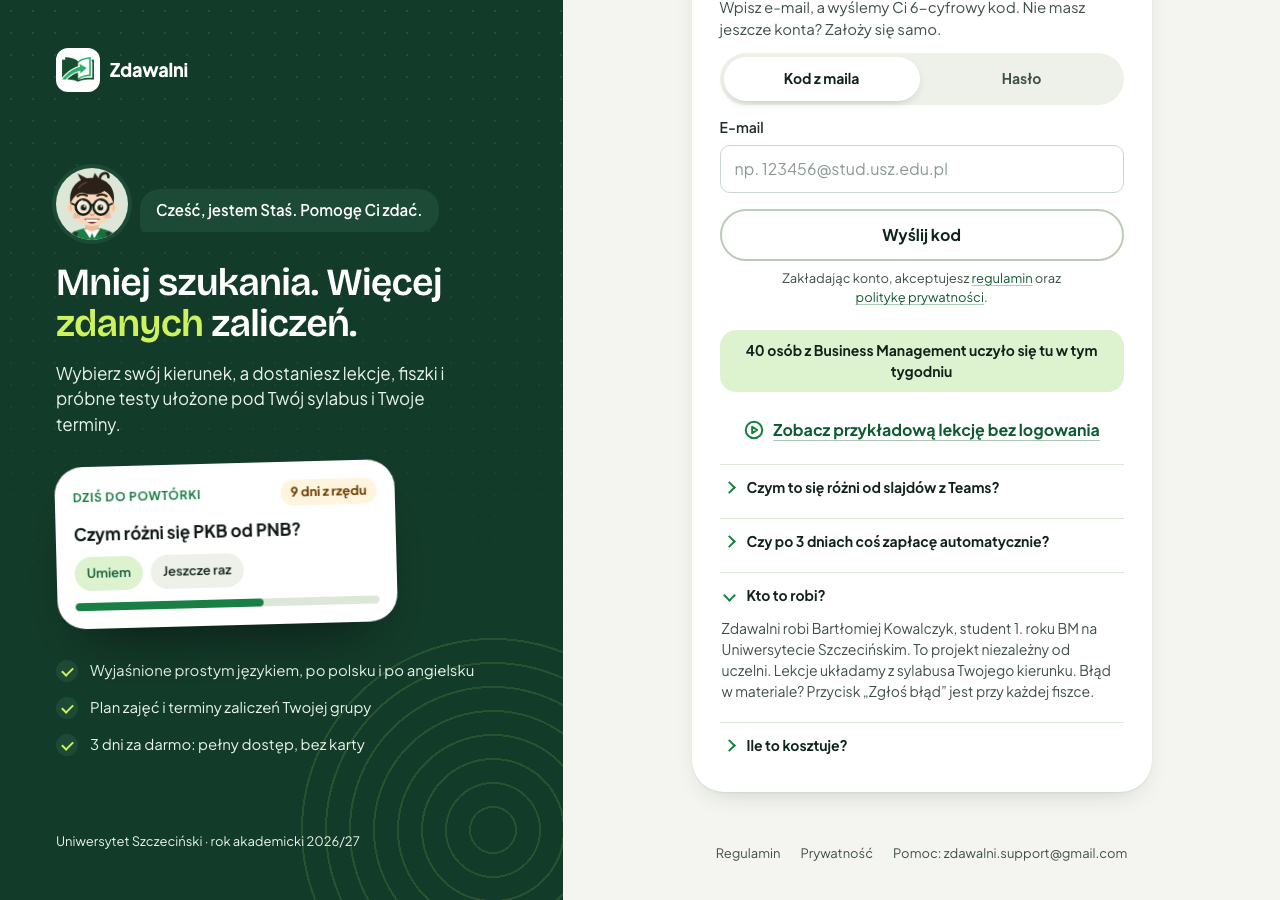 Zdawalni
Cześć, jestem Staś. Pomogę Ci zdać.
Mniej szukania. Więcej
zdanych zaliczeń.
Wybierz swój kierunek, a dostaniesz lekcje, fiszki i
próbne testy ułożone pod Twój sylabus i Twoje
terminy.
DZIŚ DO POWTÓRKI
9 dni z rzędu
Czym różni się PKB od PNB?
Umiem
Jeszcze raz
Wyjaśnione prostym językiem, po polsku i po angielsku
Plan zajęć i terminy zaliczeń Twojej grupy
3 dni za darmo: pełny dostęp, bez karty
Uniwersytet Szczeciński · rok akademicki 2026/27
Wpisz e-mail, a wyślemy Ci 6-cyfrowy kod. Nie masz
jeszcze konta? Założy się samo.
Kod z maila
Hasło
E-mail
np. 123456@stud.usz.edu.pl
Wyślij kod
Zakładając konto, akceptujesz regulamin oraz
politykę prywatności.
40 osób z Business Management uczyło się tu w tym
tygodniu
Zobacz przykładową lekcję bez logowania
Czym to się różni od slajdów z Teams?
Czy po 3 dniach coś zapłacę automatycznie?
Kto to robi?
Zdawalni robi Bartłomiej Kowalczyk, student 1. roku BM na
Uniwersytecie Szczecińskim. To projekt niezależny od
uczelni. Lekcje układamy z sylabusa Twojego kierunku. Błąd
w materiale? Przycisk „Zgłoś błąd” jest przy każdej fiszce.
Ile to kosztuje?
Regulamin
Prywatność
Pomoc: zdawalni.support@gmail.com